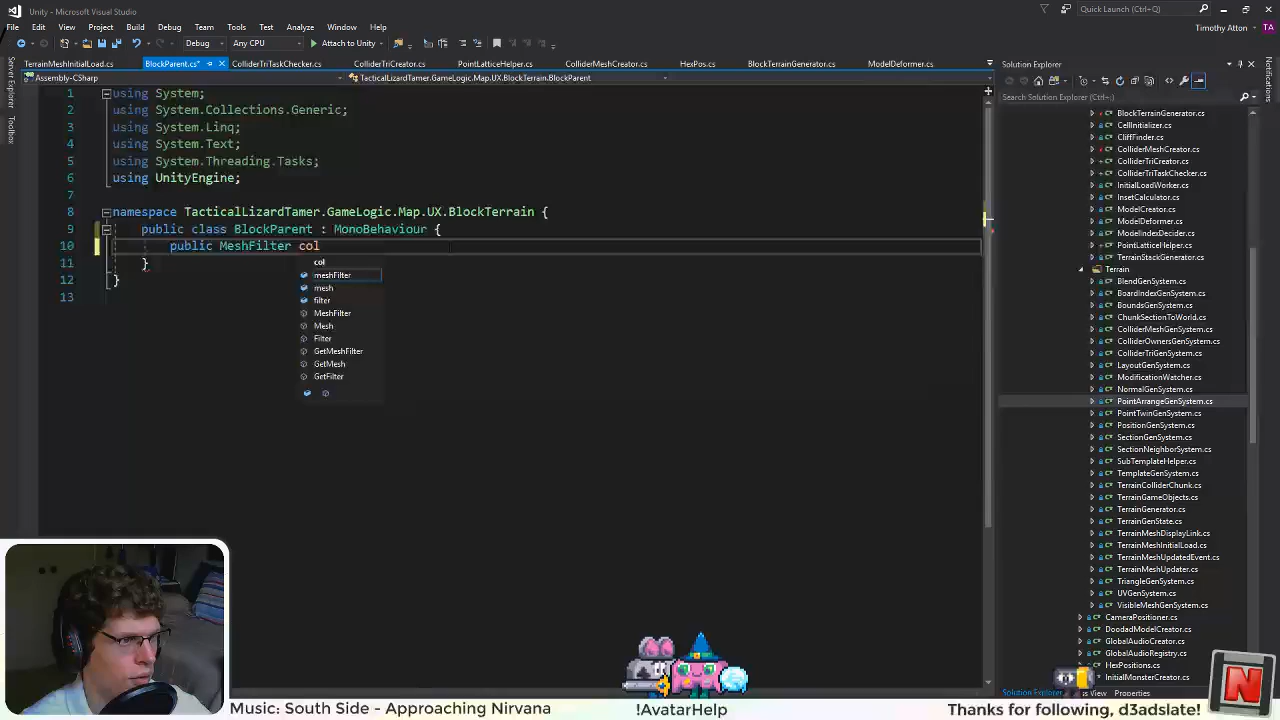 Unity - Microsoft Visual Studio
Quick Launch (Ctrl+Q)
File Edit View Project Build Debug Team Tools Test Analyze Window Help
Timothy Atton TA
Debug Any CPU Attach to Unity
TerrainMeshInitialLoad.cs BlockParent.cs* ColliderTriTaskChecker.cs ColliderTriCreator.cs PointLatticeHelper.cs ColliderMeshCreator.cs HexPos.cs BlockTerrainGenerator.cs ModelDeformer.cs
Assembly-CSharp TacticalLizardTamer.GameLogic.Map.UX.BlockTerrain.BlockParent
Server Explorer
Toolbox
1 using System;
2 using System.Collections.Generic;
3 using System.Linq;
4 using System.Text;
5 using System.Threading.Tasks;
6 using UnityEngine;
7
8 namespace TacticalLizardTamer.GameLogic.Map.UX.BlockTerrain {
9 public class BlockParent : MonoBehaviour {
10 public MeshFilter col
11 }
12 }
13
col
meshFilter
mesh
filter
MeshFilter
Mesh
Filter
GetMeshFilter
GetMesh
GetFilter
Solution Explorer
Notifications
Search Solution Explorer (Ctrl+;)
BlockTerrainGenerator.cs
CellInitializer.cs
CliffFinder.cs
ColliderMeshCreator.cs
ColliderTriCreator.cs
ColliderTriTaskChecker.cs
InitialLoadWorker.cs
InsetCalculator.cs
ModelCreator.cs
ModelDeformer.cs
ModelIndexDecider.cs
PointLatticeHelper.cs
TerrainStackGenerator.cs
Terrain
BlendGenSystem.cs
BoardIndexGenSystem.cs
BoundsGenSystem.cs
ChunkSectionToWorld.cs
ColliderMeshGenSystem.cs
ColliderOwnersGenSystem.cs
ColliderTriGenSystem.cs
LayoutGenSystem.cs
ModificationWatcher.cs
NormalGenSystem.cs
PointArrangeGenSystem.cs
PointTwinGenSystem.cs
PositionGenSystem.cs
SectionGenSystem.cs
SectionNeighborSystem.cs
SubTemplateHelper.cs
TemplateGenSystem.cs
TerrainColliderChunk.cs
TerrainGameObjects.cs
TerrainGenerator.cs
TerrainGenState.cs
TerrainMeshDisplayLink.cs
TerrainMeshInitialLoad.cs
TerrainMeshUpdatedEvent.cs
TerrainMeshUpdater.cs
TriangleGenSystem.cs
UVGenSystem.cs
VisibleMeshGenSystem.cs
CameraPositioner.cs
DoodadModelCreator.cs
GlobalAudioCreator.cs
GlobalAudioRegistry.cs
HexPositions.cs
InitialMonsterCreator.cs
Solution Explorer View Properties
N
Music: South Side - Approaching Nirvana
!AvatarHelp
Thanks for following, d3adslate!